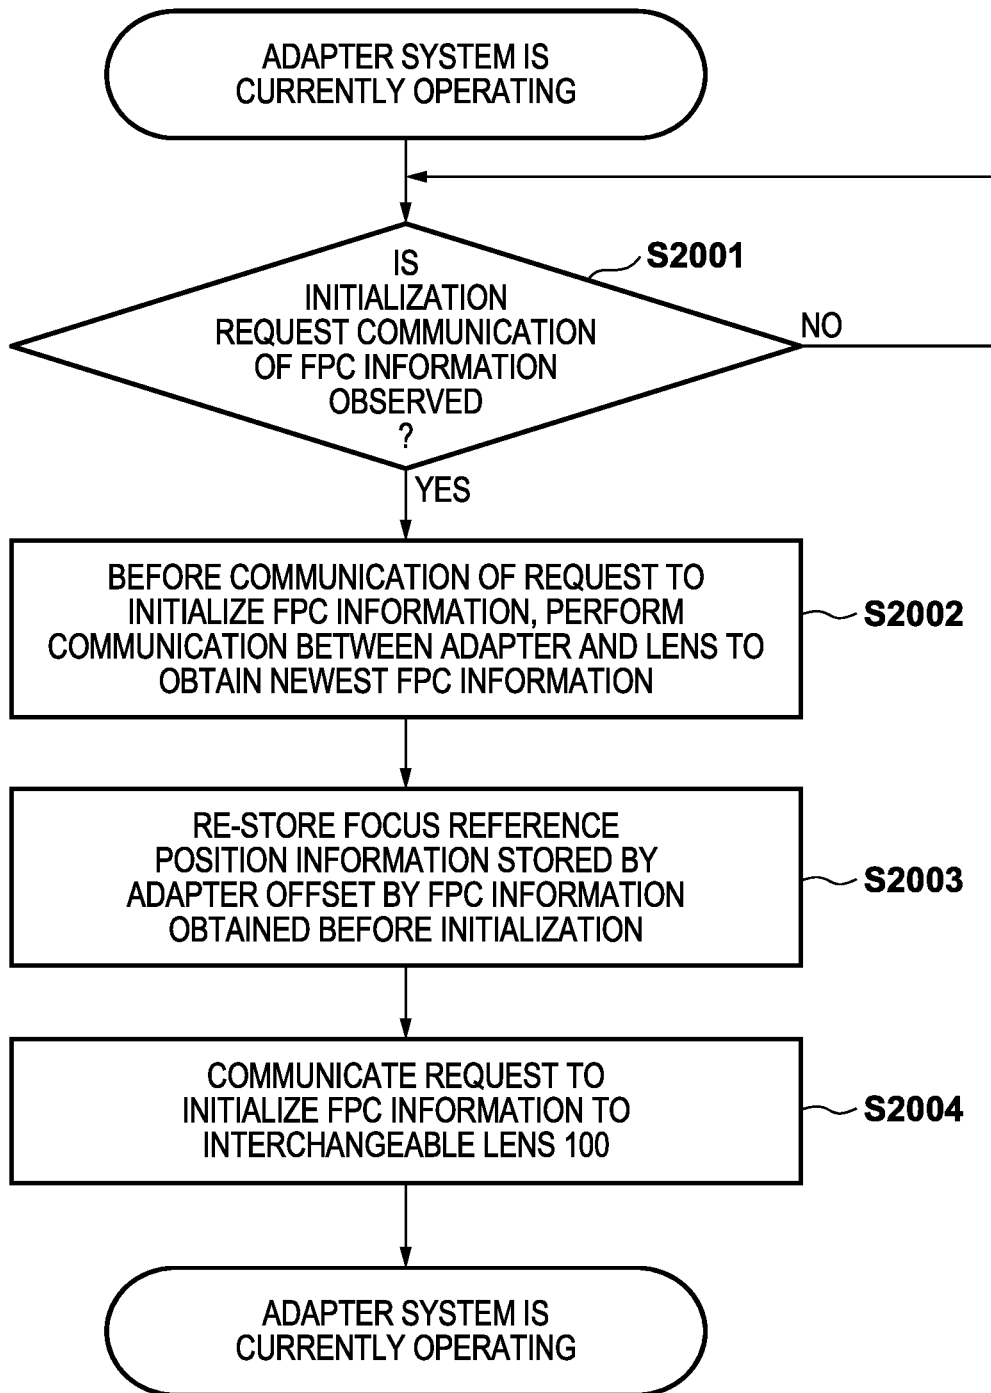 ADAPTER SYSTEM IS
CURRENTLY OPERATING
S2001
IS
INITIALIZATION
REQUEST COMMUNICATION
OF FPC INFORMATION
OBSERVED
?
NO
YES
BEFORE COMMUNICATION OF REQUEST TO
INITIALIZE FPC INFORMATION, PERFORM
COMMUNICATION BETWEEN ADAPTER AND LENS TO
OBTAIN NEWEST FPC INFORMATION
S2002
RE-STORE FOCUS REFERENCE
POSITION INFORMATION STORED BY
ADAPTER OFFSET BY FPC INFORMATION
OBTAINED BEFORE INITIALIZATION
S2003
COMMUNICATE REQUEST TO
INITIALIZE FPC INFORMATION TO
INTERCHANGEABLE LENS 100
S2004
ADAPTER SYSTEM IS
CURRENTLY OPERATING